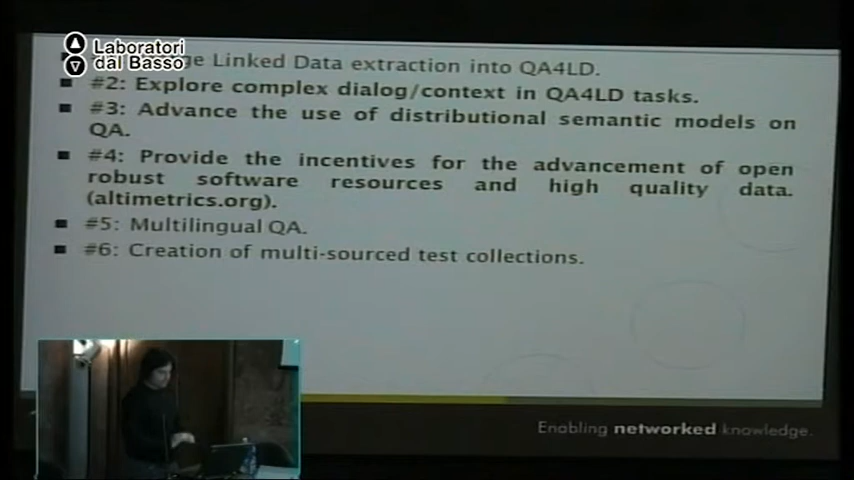 Laboratori
dal Basso
Linked Data extraction into QA4LD.
#2: Explore complex dialog/context in QA4LD tasks.
#3: Advance the use of distributional semantic models on
QA.
#4: Provide the incentives for the advancement of open
robust software resources and high quality data.
(altimetrics.org).
#5: Multilingual QA.
#6: Creation of multi-sourced test collections.
Enabling networked knowledge.